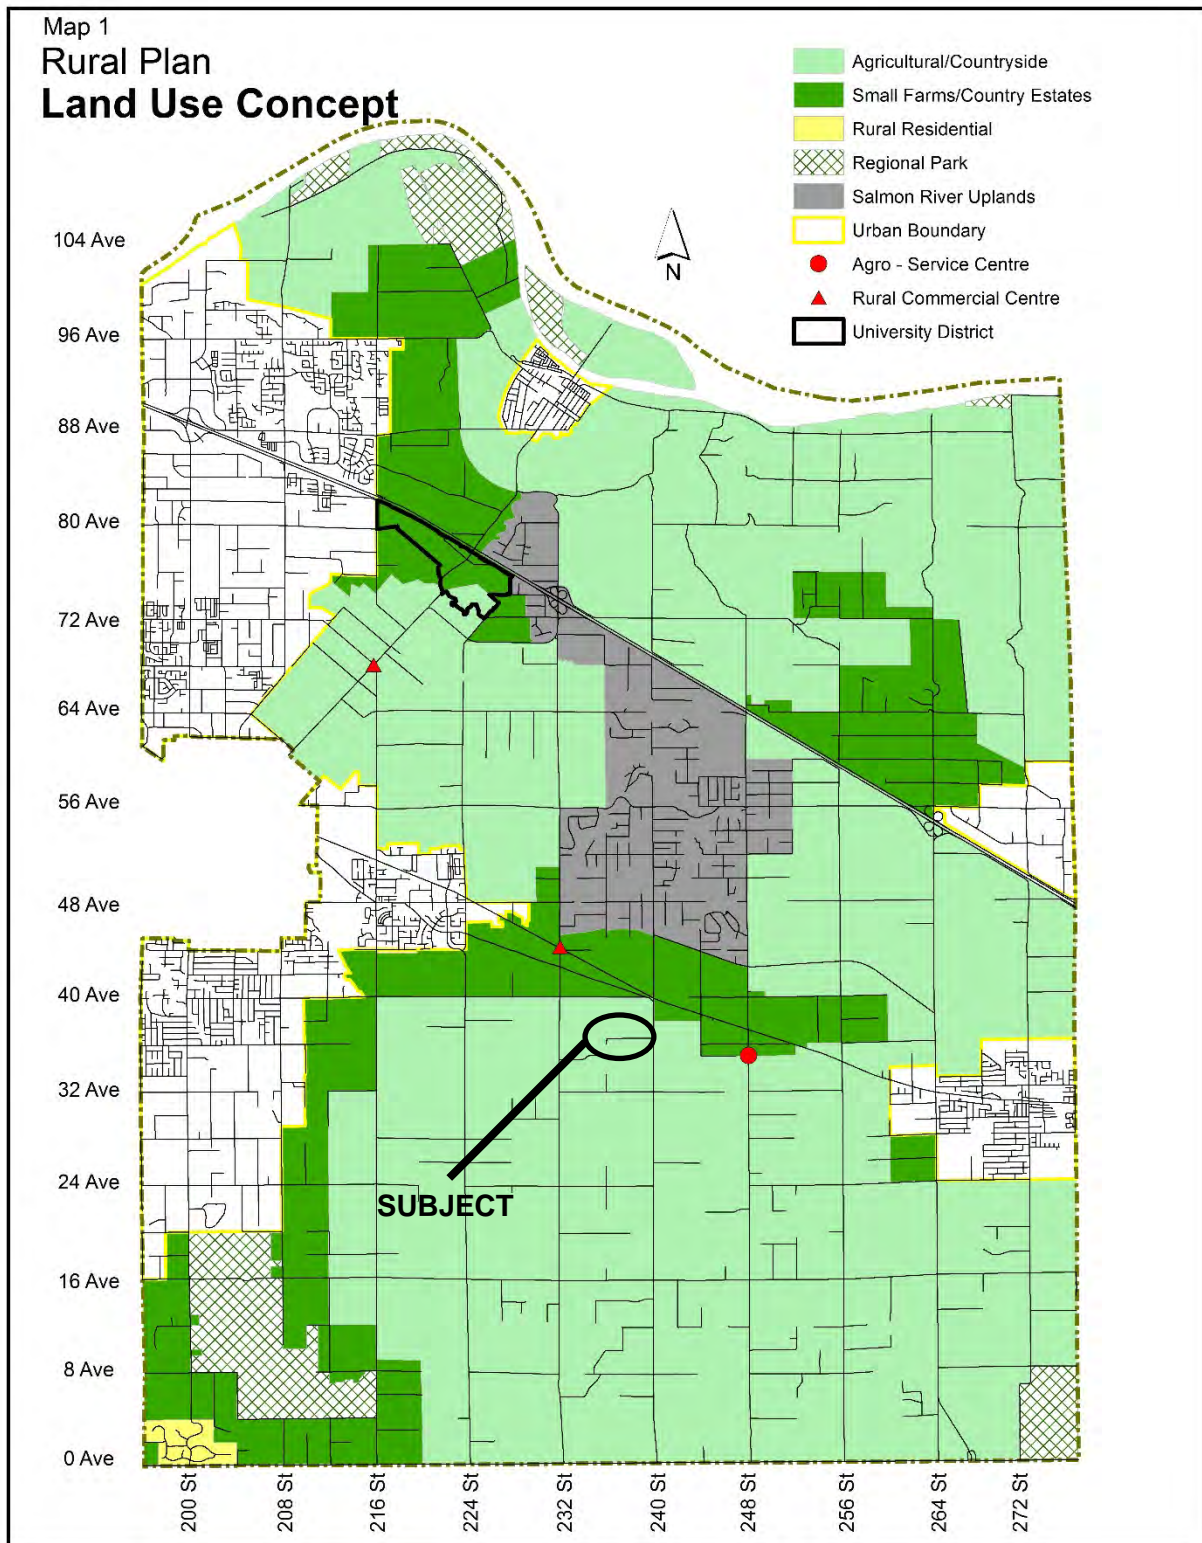 Map 1
Rural Plan
Land Use Concept
Agricultural/Countryside
Small Farms/Country Estates
Rural Residential
Regional Park
Salmon River Uplands
Urban Boundary
Agro - Service Centre
Rural Commercial Centre
University District
N
104 Ave
96 Ave
88 Ave
80 Ave
72 Ave
64 Ave
56 Ave
48 Ave
40 Ave
32 Ave
24 Ave
16 Ave
8 Ave
0 Ave
SUBJECT
200 St
208 St
216 St
224 St
232 St
240 St
248 St
256 St
264 St
272 St